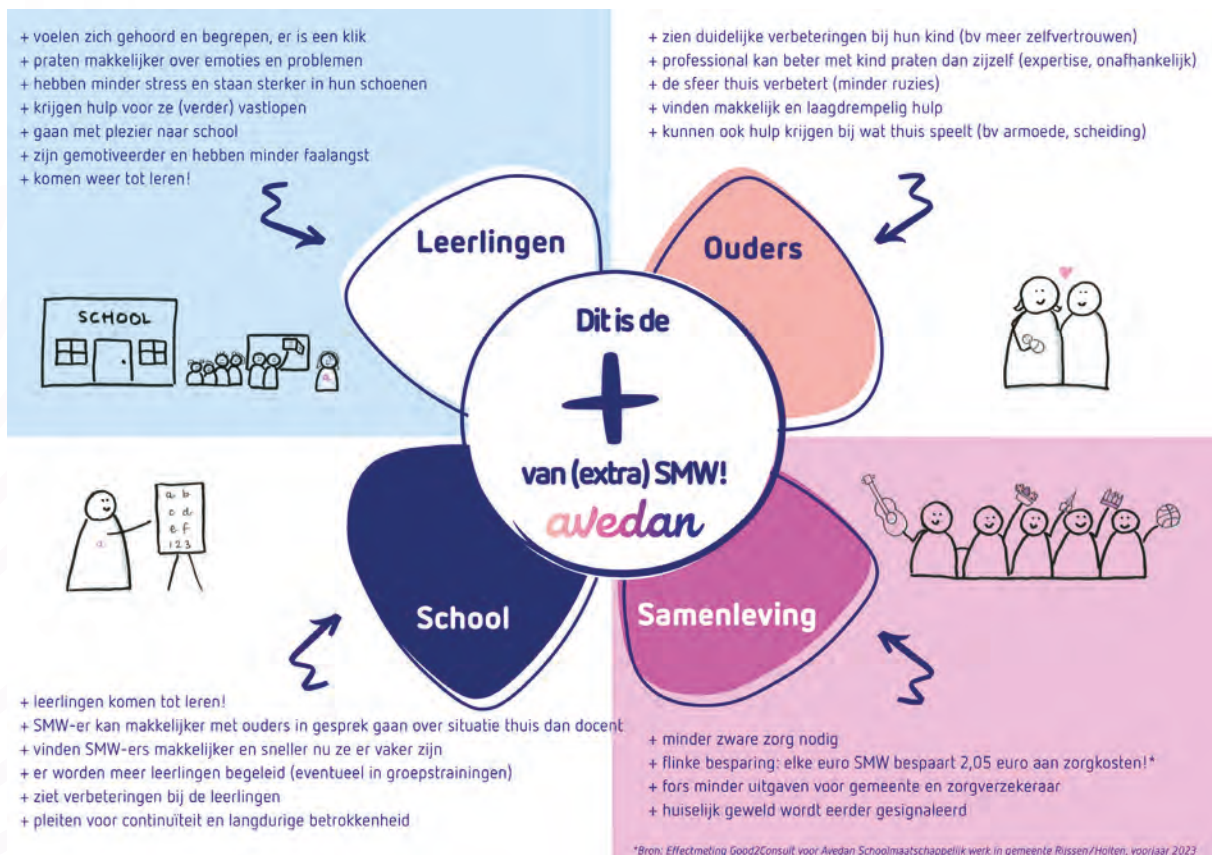 + voelen zich gehoord en begrepen, er is een klik
+ praten makkelijker over emoties en problemen
+ hebben minder stress en staan sterker in hun schoenen
+ krijgen hulp voor ze (verder) vastlopen
+ gaan met plezier naar school
+ zijn gemotiveerder en hebben minder faalangst
+ komen weer tot leren!
+ zien duidelijke verbeteringen bij hun kind (bv meer zelfvertrouwen)
+ professional kan beter met kind praten dan zijzelf (expertise, onafhankelijk)
+ de sfeer thuis verbetert (minder ruzies)
+ vinden makkelijk en laagdrempelig hulp
+ kunnen ook hulp krijgen bij wat thuis speelt (bv armoede, scheiding)
Leerlingen
Ouders
SCHOOL
a
Dit is de
+
van (extra) SMW!
avedan
a b
c d
e f
1 2 3
a
School
Samenleving
+ leerlingen komen tot leren!
+ SMW-er kan makkelijker met ouders in gesprek gaan over situatie thuis dan docent
+ vinden SMW-ers makkelijker en sneller nu ze er vaker zijn
+ er worden meer leerlingen begeleid (eventueel in groepstrainingen)
+ ziet verbeteringen bij de leerlingen
+ pleiten voor continuïteit en langdurige betrokkenheid
+ minder zware zorg nodig
+ flinke besparing: elke euro SMW bespaart 2,05 euro aan zorgkosten!*
+ fors minder uitgaven voor gemeente en zorgverzekeraar
+ huiselijk geweld wordt eerder gesignaleerd
*Bron: Effectmeting Good2Consult voor Avedan Schoolmaatschappelijk werk in gemeente Rijssen/Holten, voorjaar 2023